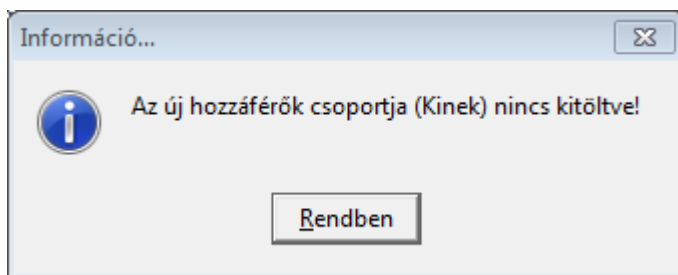 Információ...
Az új hozzáférők csoportja (Kinek) nincs kitöltve!
Rendben